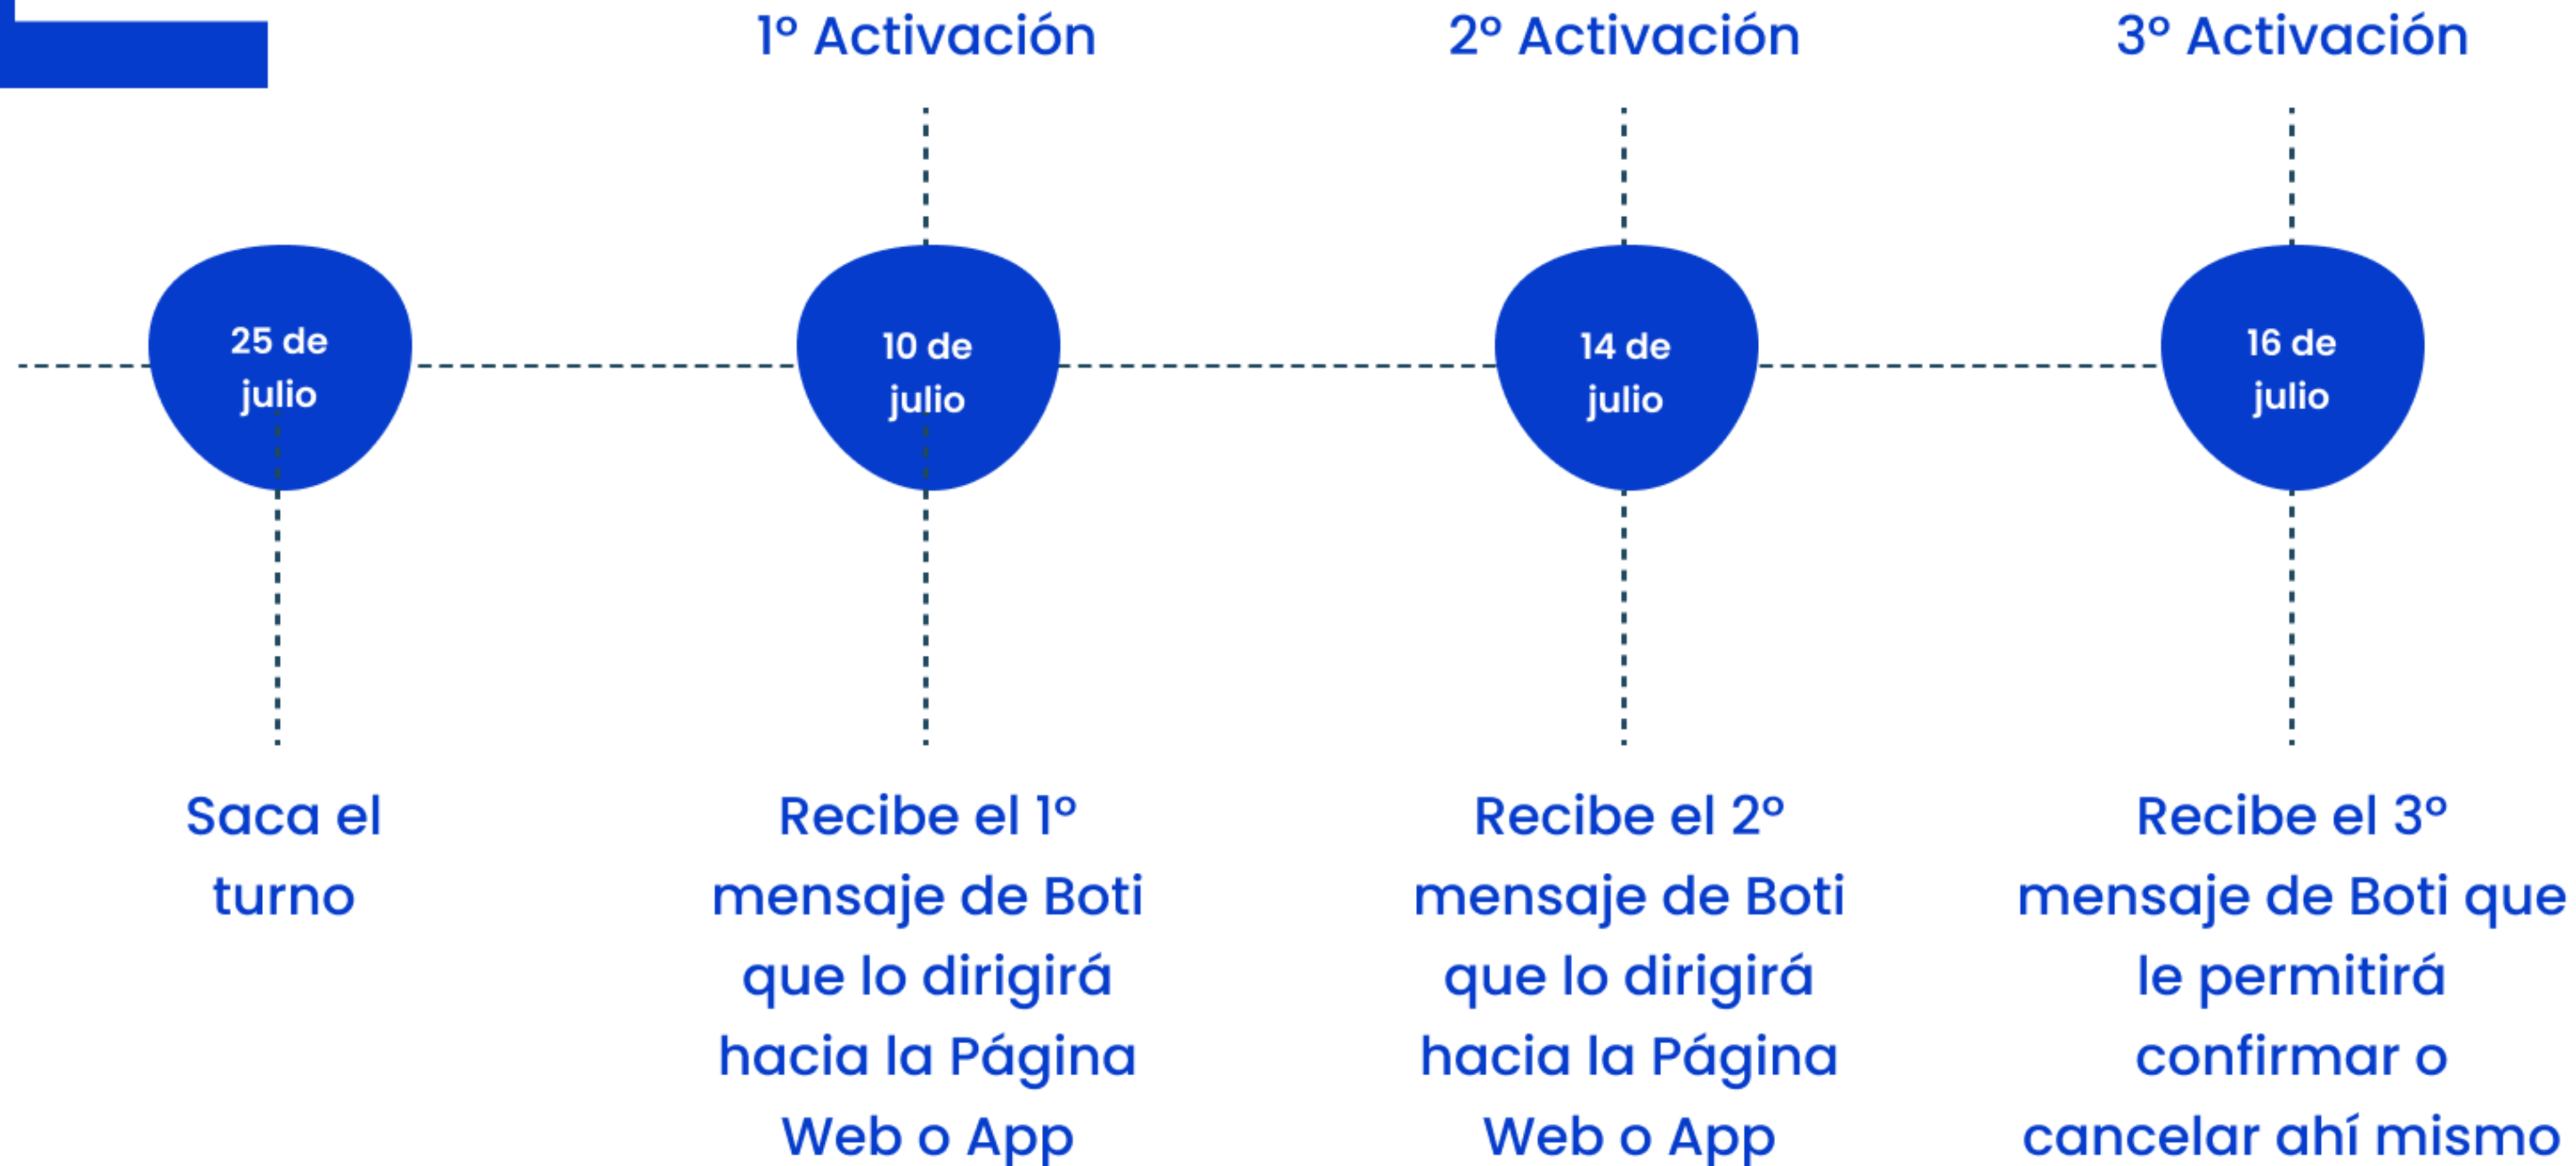 1º Activación
2º Activación
3º Activación
25 de
julio
10 de
julio
14 de
julio
16 de
julio
Saca el
turno
Recibe el 1º
mensaje de Boti
que lo dirigirá
hacia la Página
Web o App
Recibe el 2º
mensaje de Boti
que lo dirigirá
hacia la Página
Web o App
Recibe el 3º
mensaje de Boti que
le permitirá
confirmar o
cancelar ahí mismo